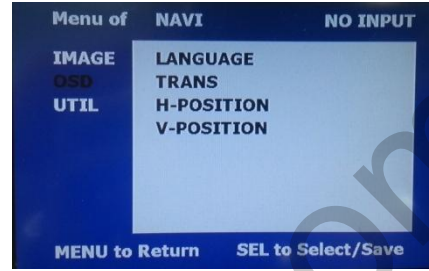 Menu of NAVI NO INPUT
IMAGE LANGUAGE
OSD TRANS
UTIL H-POSITION
V-POSITION
MENU to Return SEL to Select/Save